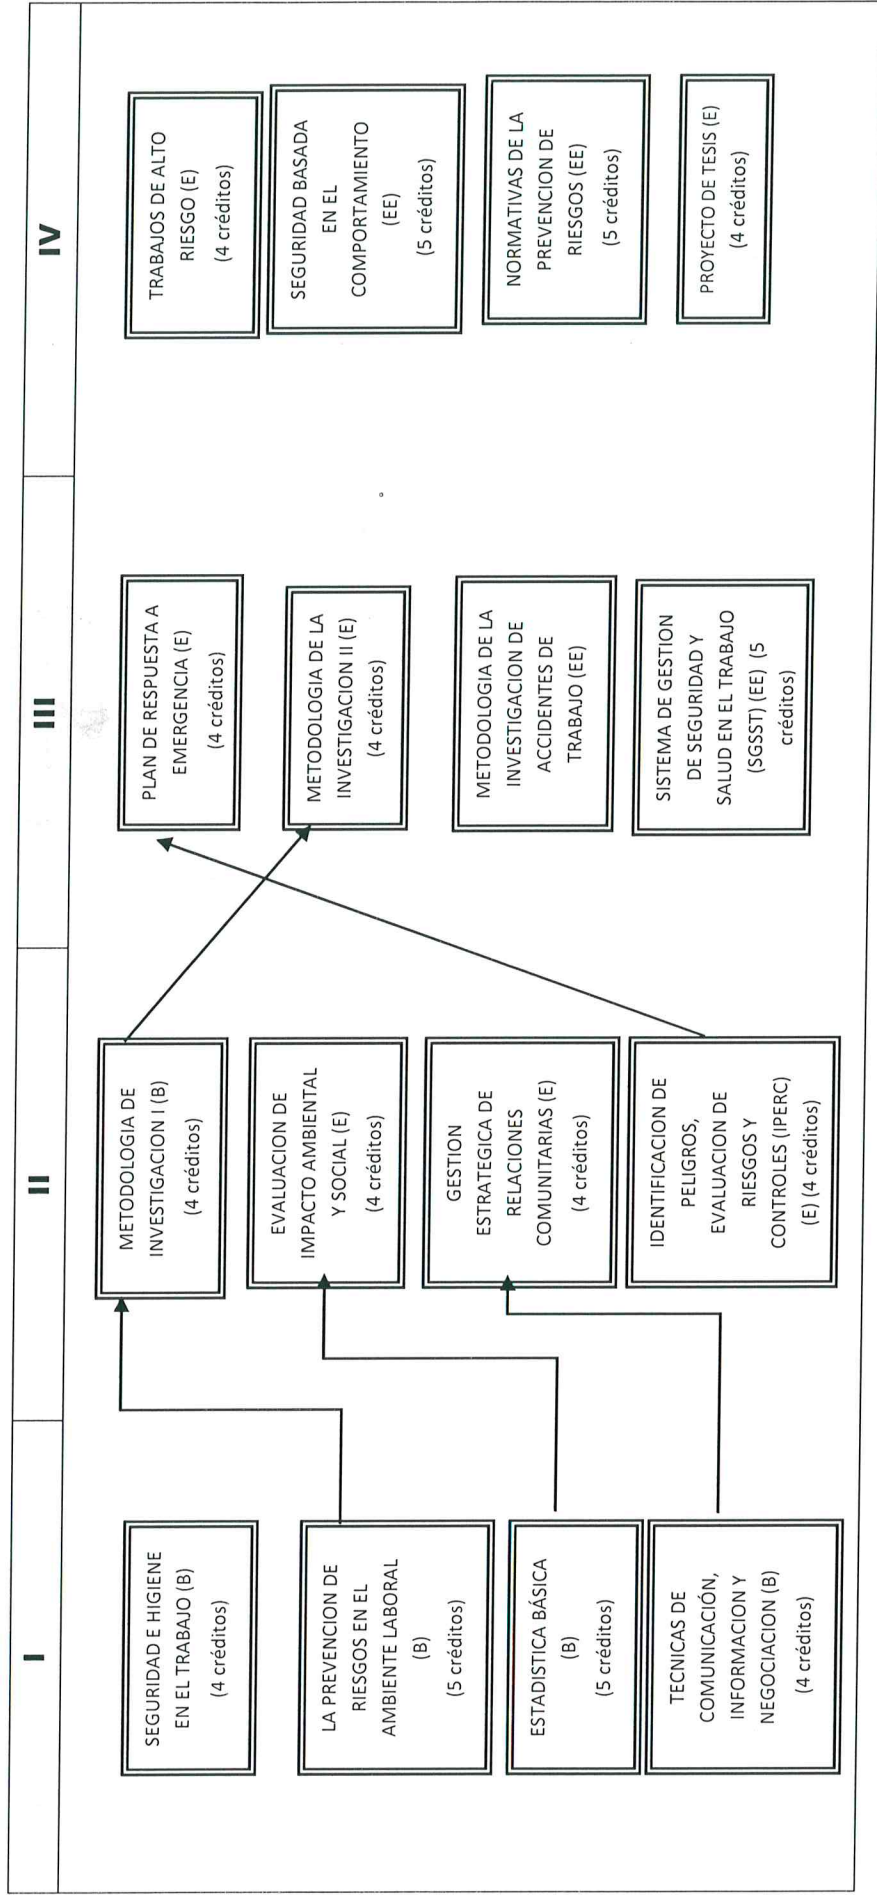 I
II
III
IV
SEGURIDAD E HIGIENE
EN EL TRABAJO (B)
(4 créditos)
LA PREVENCION DE
RIESGOS EN EL
AMBIENTE LABORAL
(B)
(5 créditos)
ESTADISTICA BÁSICA
(B)
(5 créditos)
TECNICAS DE
COMUNICACIÓN,
INFORMACION Y
NEGOCIACION (B)
(4 créditos)
METODOLOGIA DE
INVESTIGACION I (B)
(4 créditos)
EVALUACION DE
IMPACTO AMBIENTAL
Y SOCIAL (E)
(4 créditos)
GESTION
ESTRATEGICA DE
RELACIONES
COMUNITARIAS (E)
(4 créditos)
IDENTIFICACION DE
PELIGROS,
EVALUACION DE
RIESGOS Y
CONTROLES (IPERC)
(E) (4 créditos)
PLAN DE RESPUESTA A
EMERGENCIA (E)
(4 créditos)
METODOLOGIA DE LA
INVESTIGACION II (E)
(4 créditos)
METODOLOGIA DE LA
INVESTIGACION DE
ACCIDENTES DE
TRABAJO (EE)
SISTEMA DE GESTION
DE SEGURIDAD Y
SALUD EN EL TRABAJO
(SGSST) (EE) (5
créditos)
TRABAJOS DE ALTO
RIESGO (E)
(4 créditos)
SEGURIDAD BASADA
EN EL
COMPORTAMIENTO
(EE)
(5 créditos)
NORMATIVAS DE LA
PREVENCION DE
RIESGOS (EE)
(5 créditos)
PROYECTO DE TESIS (E)
(4 créditos)